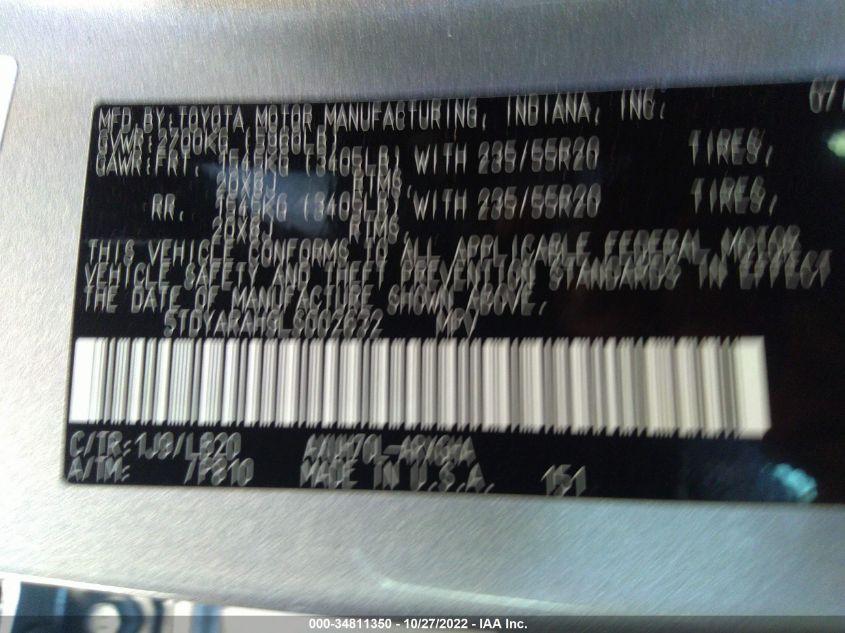 MFD.BY:TOYOTA MOTOR MANUFACTURING, INDIANA, INC. 07/
GVWR:2700KG
GAWR:FRT. 1545KG (3405LB) WITH 235/55R20 TIRES,
20X8J RIMS,
RR. 1545KG (3405LB) WITH 235/55R20 TIRES,
20X8J RIMS,
THIS VEHICLE CONFORMS TO ALL APPLICABLE FEDERAL MOTOR
VEHICLE SAFETY AND THEFT PREVENTION STANDARDS IN EFFECT
THE DATE OF MANUFACTURE SHOWN ABOVE.
MPV
C/TR:1J9/LB20
A/TM:
MADE IN U.S.A. 151
000-34811350 - 10/27/2022 - IAA Inc.